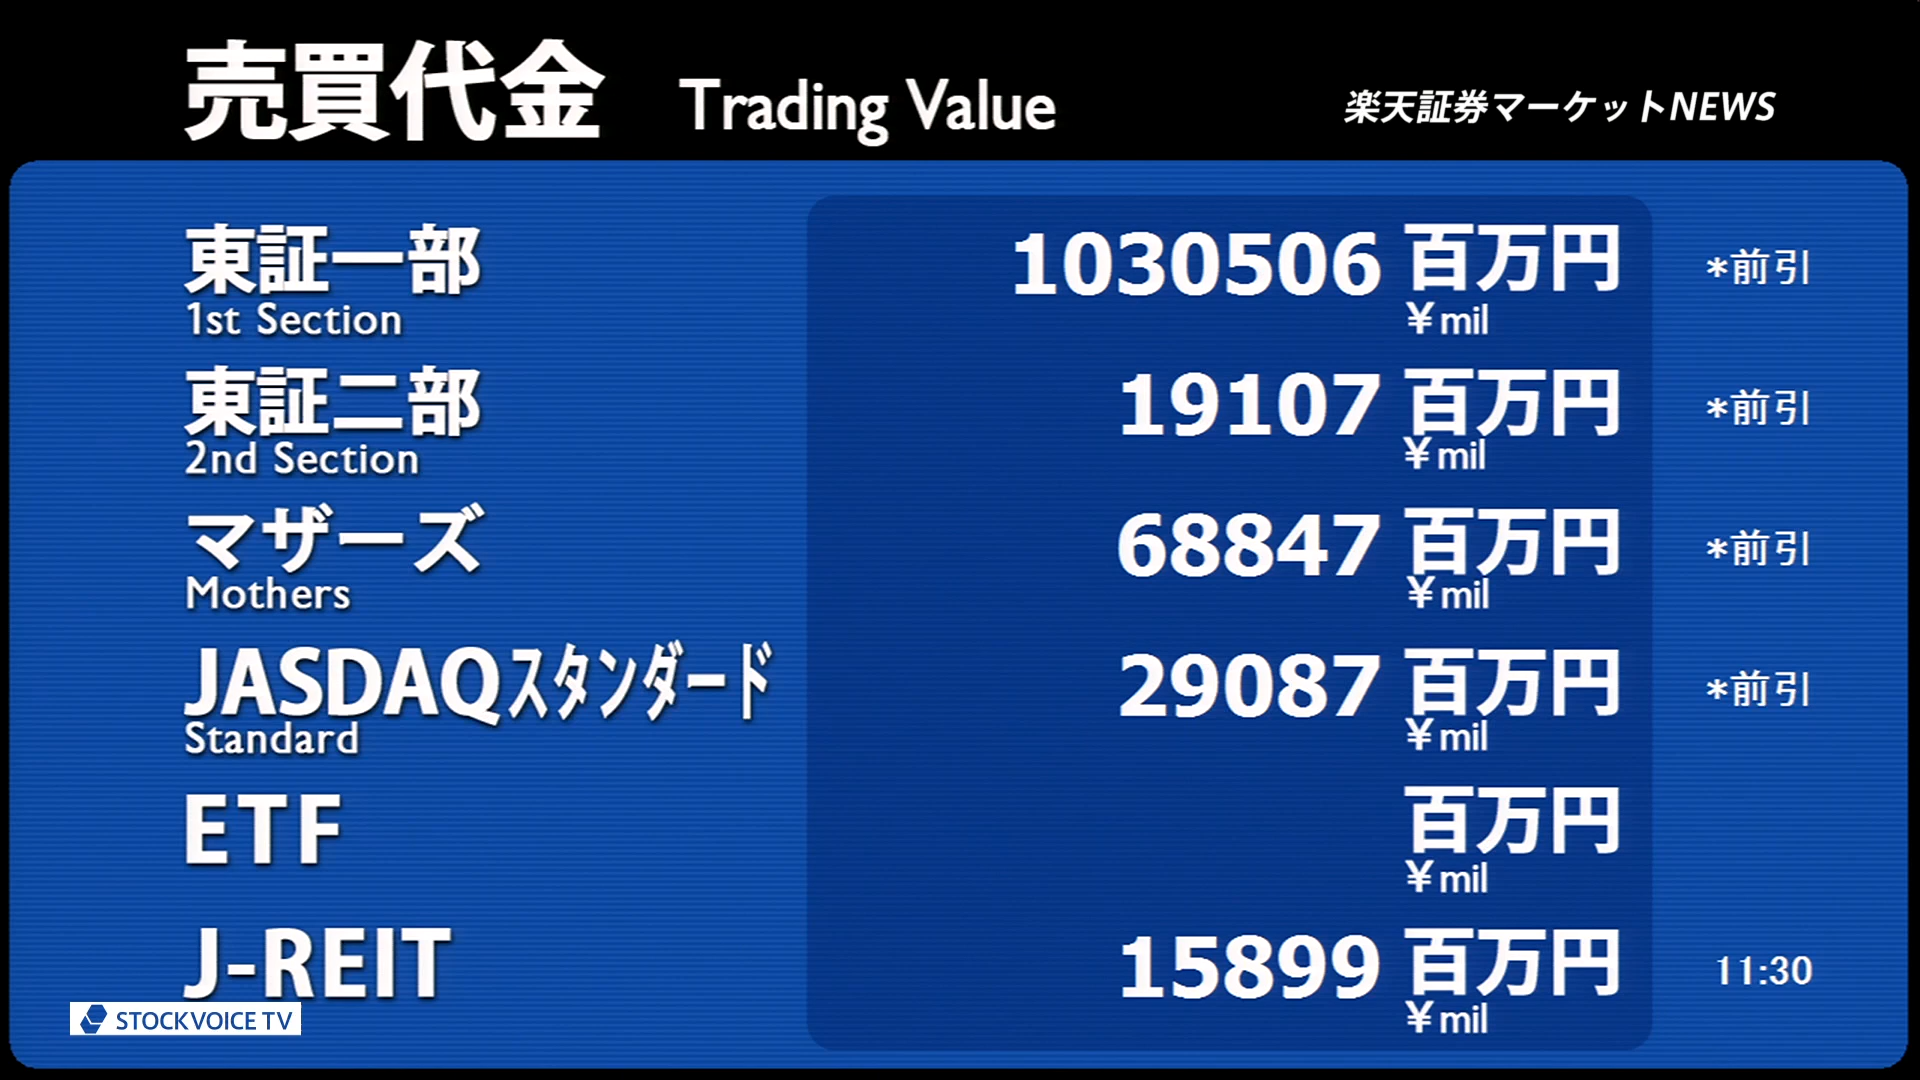 売買代金 Trading Value 楽天証券マーケットNEWS
東証一部 1030506 百万円 *前引
1st Section ¥mil
東証二部 19107 百万円 *前引
2nd Section ¥mil
マザーズ 68847 百万円 *前引
Mothers ¥mil
JASDAQスタンダード 29087 百万円 *前引
Standard ¥mil
ETF 百万円
¥mil
J-REIT 15899 百万円 11:30
STOCKVOICE TV ¥mil